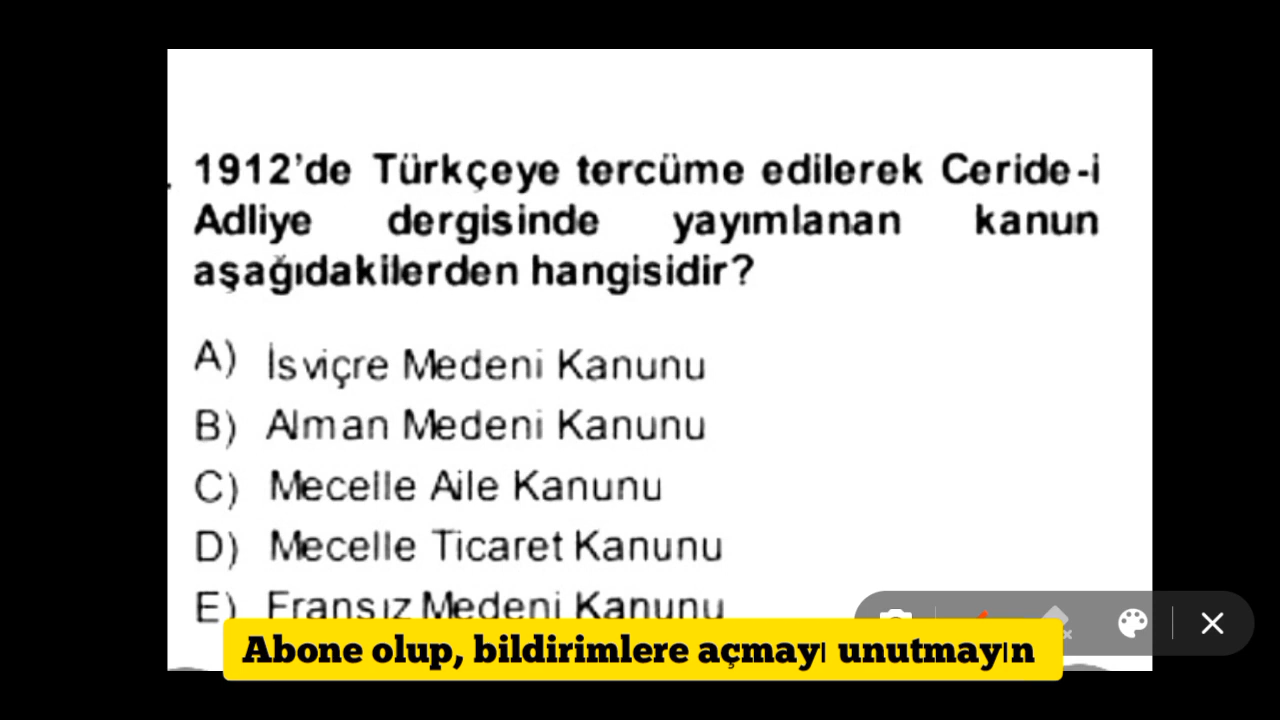 1912’de Türkçeye tercüme edilerek Ceride-i
Adliye dergisinde yayımlanan kanun
aşağıdakilerden hangisidir?
A) İsviçre Medeni Kanunu
B) Alman Medeni Kanunu
C) Mecelle Aile Kanunu
D) Mecelle Ticaret Kanunu
E) Fransız Medeni Kanunu
Abone olup, bildirimlere açmayı unutmayın